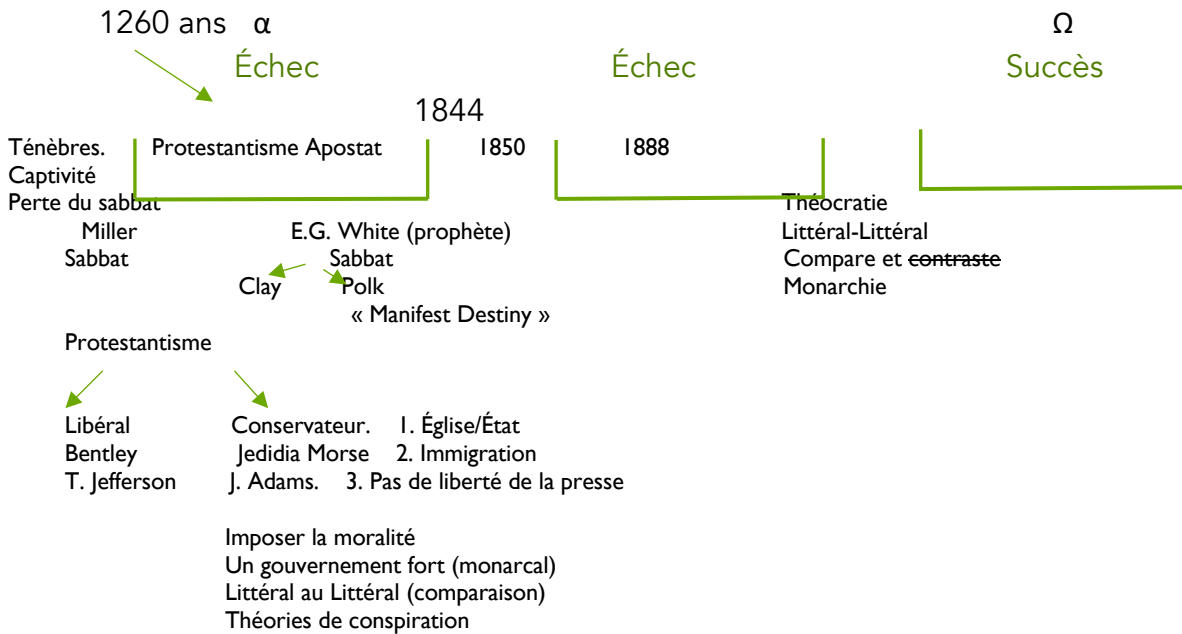 1260 ans α Ω
Échec Échec Succès
1844
Ténèbres. Protestantisme Apostat 1850 1888
Captivité
Perte du sabbat Théocratie
Miller E.G. White (prophète) Littéral-Littéral
Sabbat Sabbat Compare et contraste
Clay Polk Monarchie
« Manifest Destiny »
Protestantisme
Libéral Conservateur. 1. Église/État
Bentley Jedidia Morse 2. Immigration
T. Jefferson J. Adams. 3. Pas de liberté de la presse
Imposer la moralité
Un gouvernement fort (monarcal)
Littéral au Littéral (comparaison)
Théories de conspiration